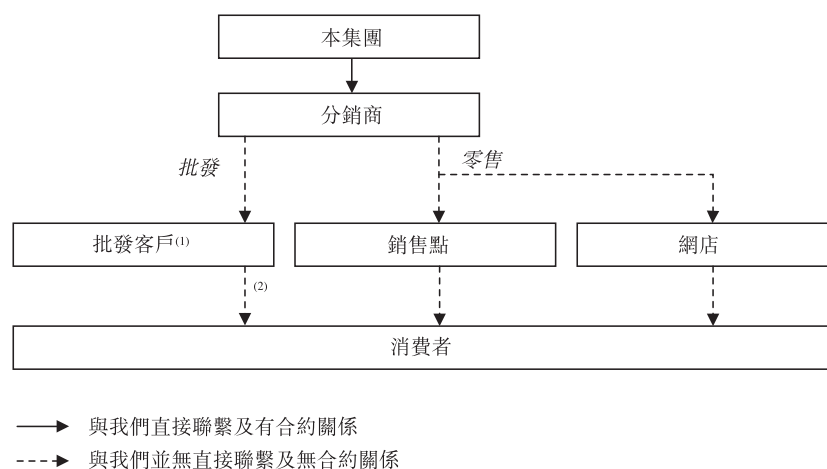 本集團
分銷商
批發
零售
批發客戶(1)
銷售點
網店
(2)
消費者
與我們直接聯繫及有合約關係
與我們並無直接聯繫及無合約關係